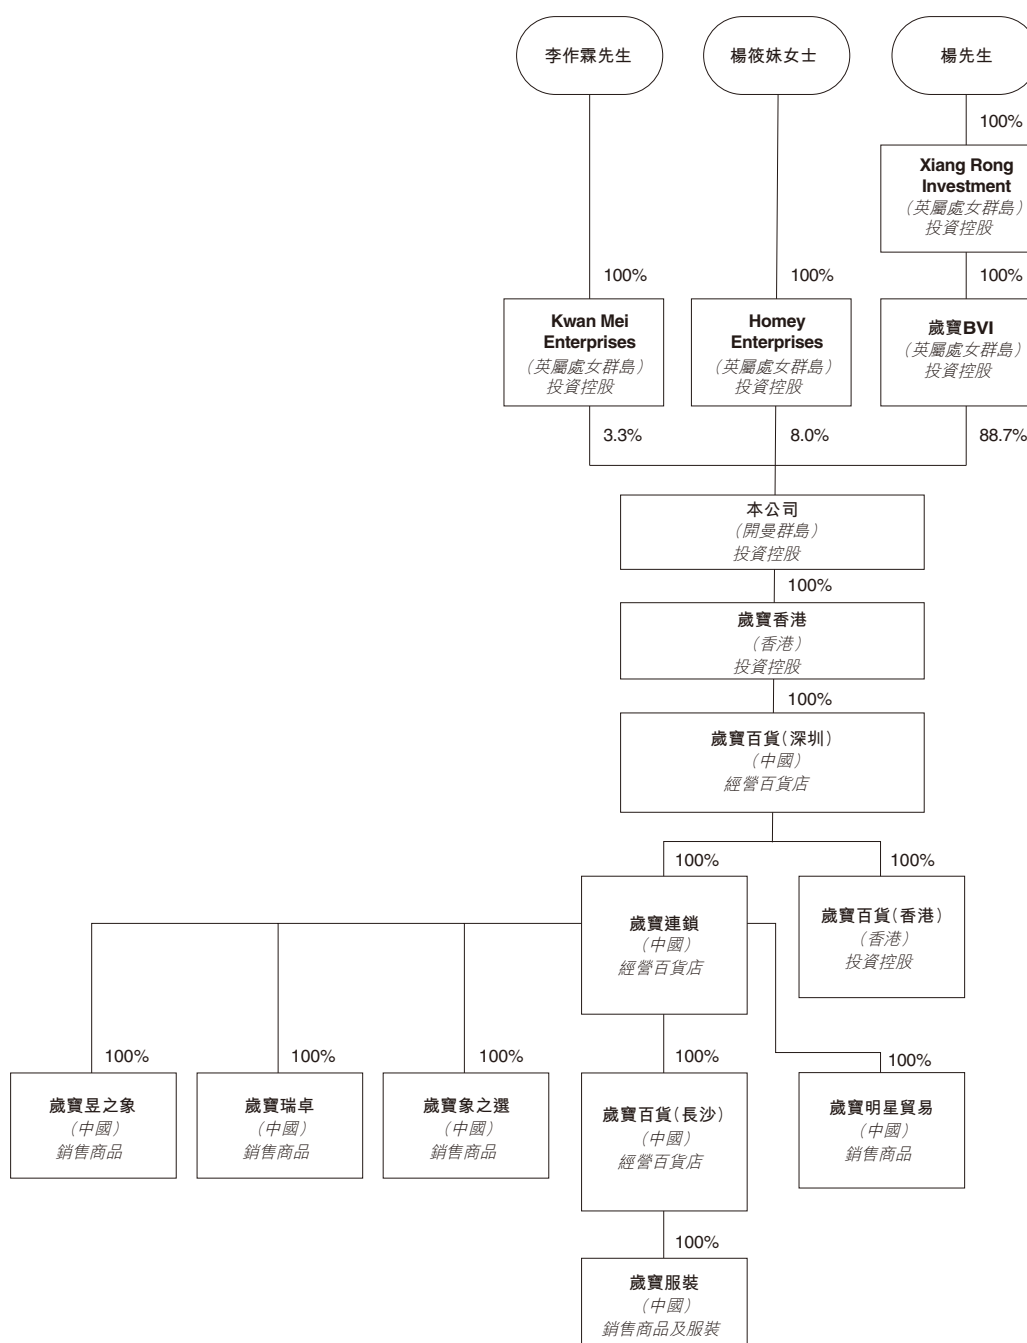 李作霖先生
楊筱妹女士
楊先生
100%
Xiang Rong
Investment
(英屬處女群島)
投資控股
100%
100%
100%
Kwan Mei
Enterprises
(英屬處女群島)
投資控股
Homey
Enterprises
(英屬處女群島)
投資控股
歲寶BVI
(英屬處女群島)
投資控股
3.3%
8.0%
88.7%
本公司
(開曼群島)
投資控股
100%
歲寶香港
(香港)
投資控股
100%
歲寶百貨(深圳)
(中國)
經營百貨店
100%
100%
歲寶連鎖
(中國)
經營百貨店
歲寶百貨(香港)
(香港)
投資控股
100%
100%
100%
100%
100%
歲寶昱之象
(中國)
銷售商品
歲寶瑞卓
(中國)
銷售商品
歲寶象之選
(中國)
銷售商品
歲寶百貨(長沙)
(中國)
經營百貨店
歲寶明星貿易
(中國)
銷售商品
100%
歲寶服裝
(中國)
銷售商品及服裝